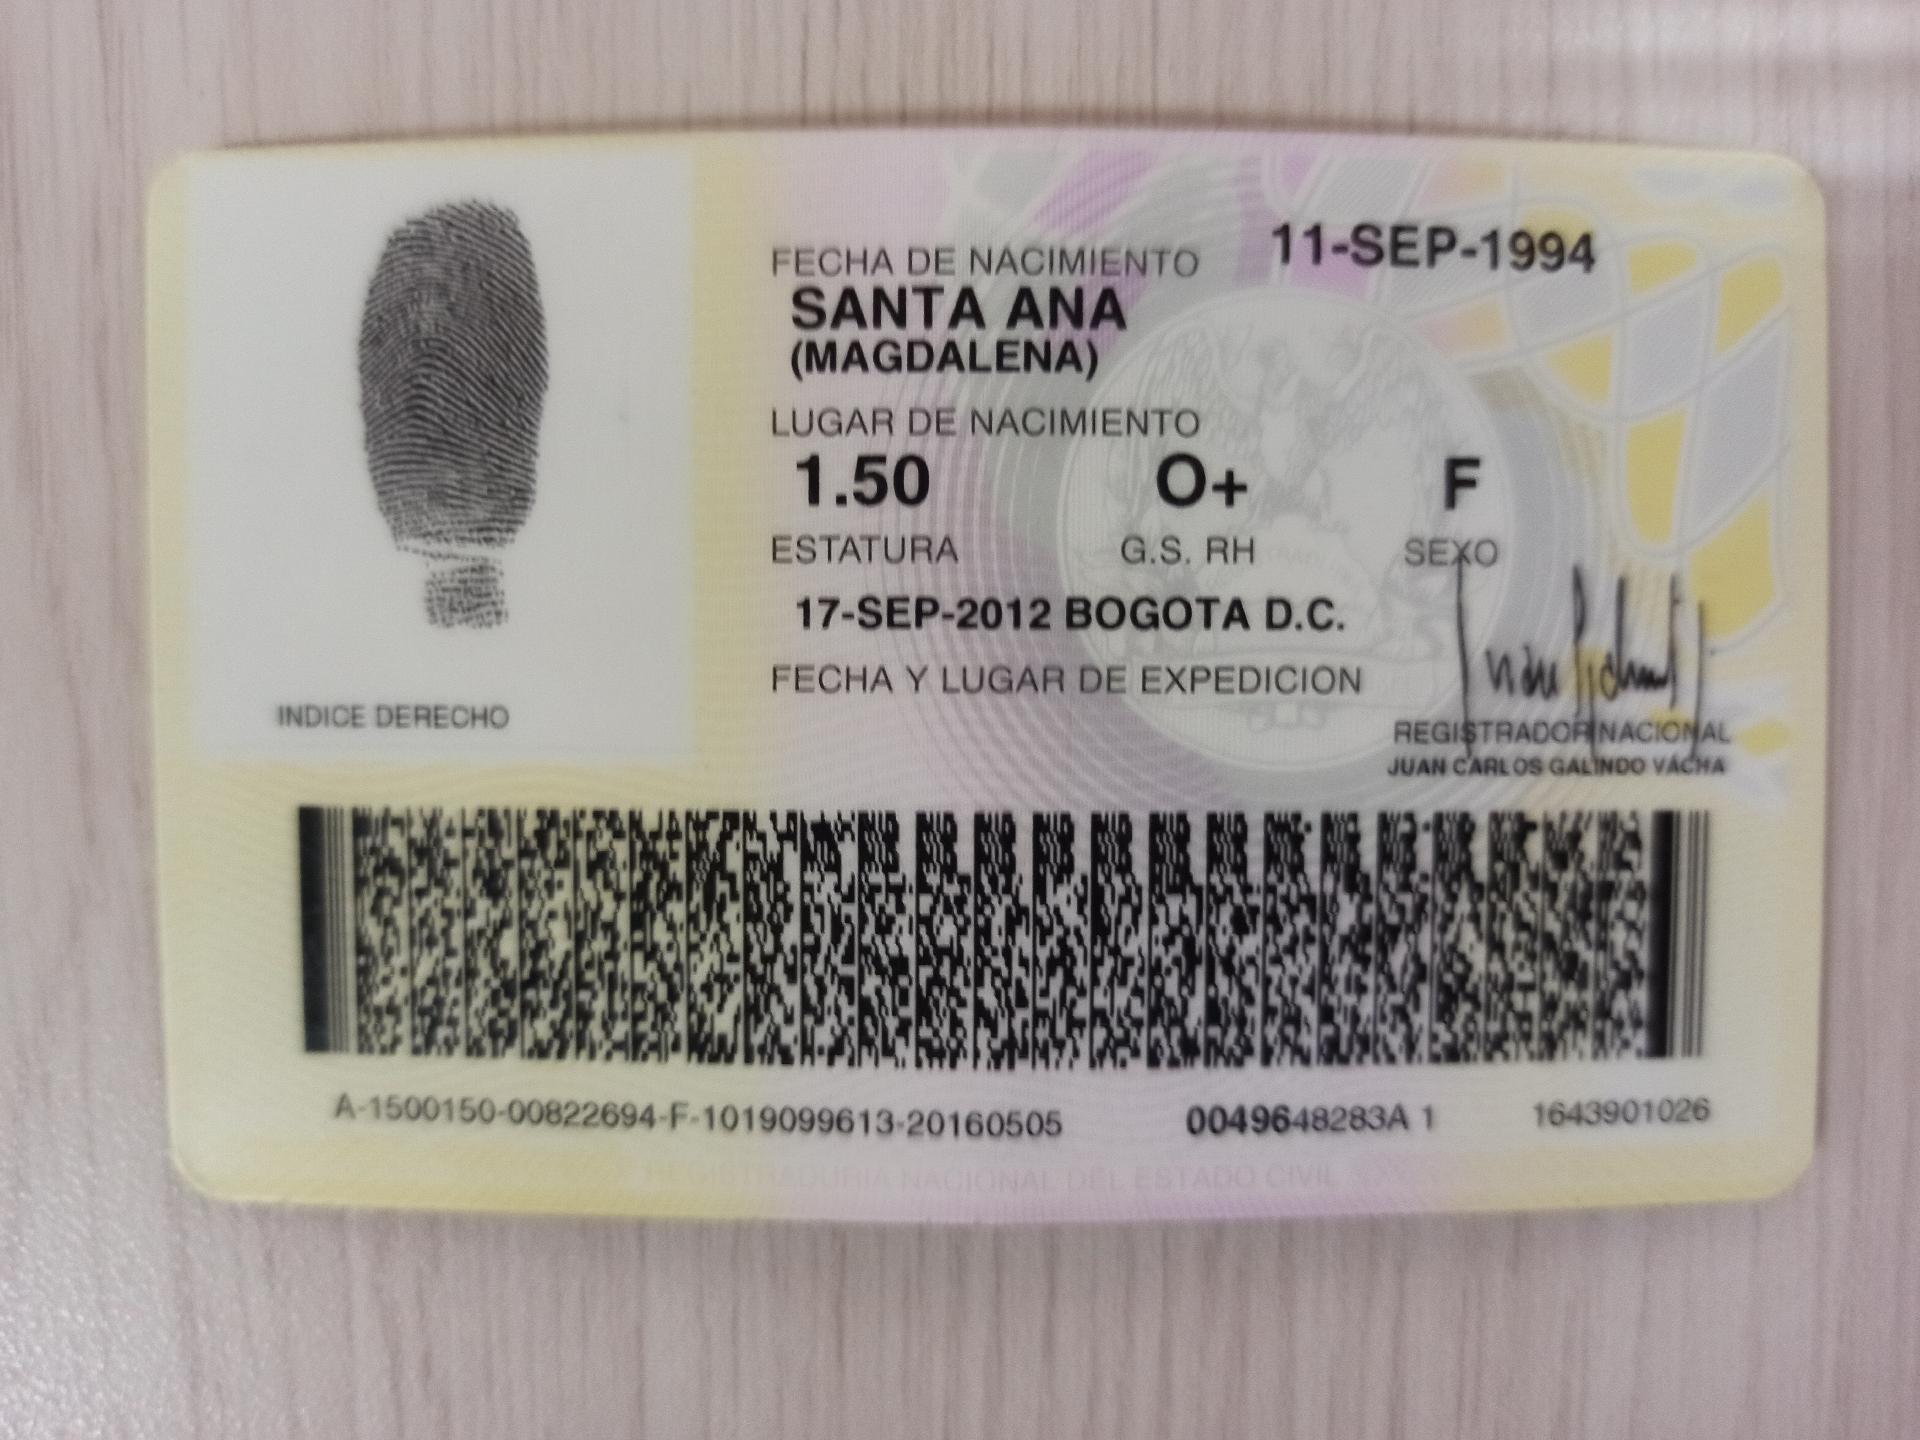 11-SEP-1994
FECHA DE NACIMIENTO
SANTA ANA
(MAGDALENA)
LUGAR DE NACIMIENTO
1.50 O+ F
ESTATURA G.S. RH SEXO
17-SEP-2012 BOGOTA D.C.
FECHA Y LUGAR DE EXPEDICION
INDICE DERECHO
REGISTRADOR NACIONAL
JUAN CARLOS GALINDO VÁCHA
A-1500150-00822694-F-1019099613-20160505 0049648283A 1 1643901026
REGISTRADURIA NACIONAL DEL ESTADO CIVIL